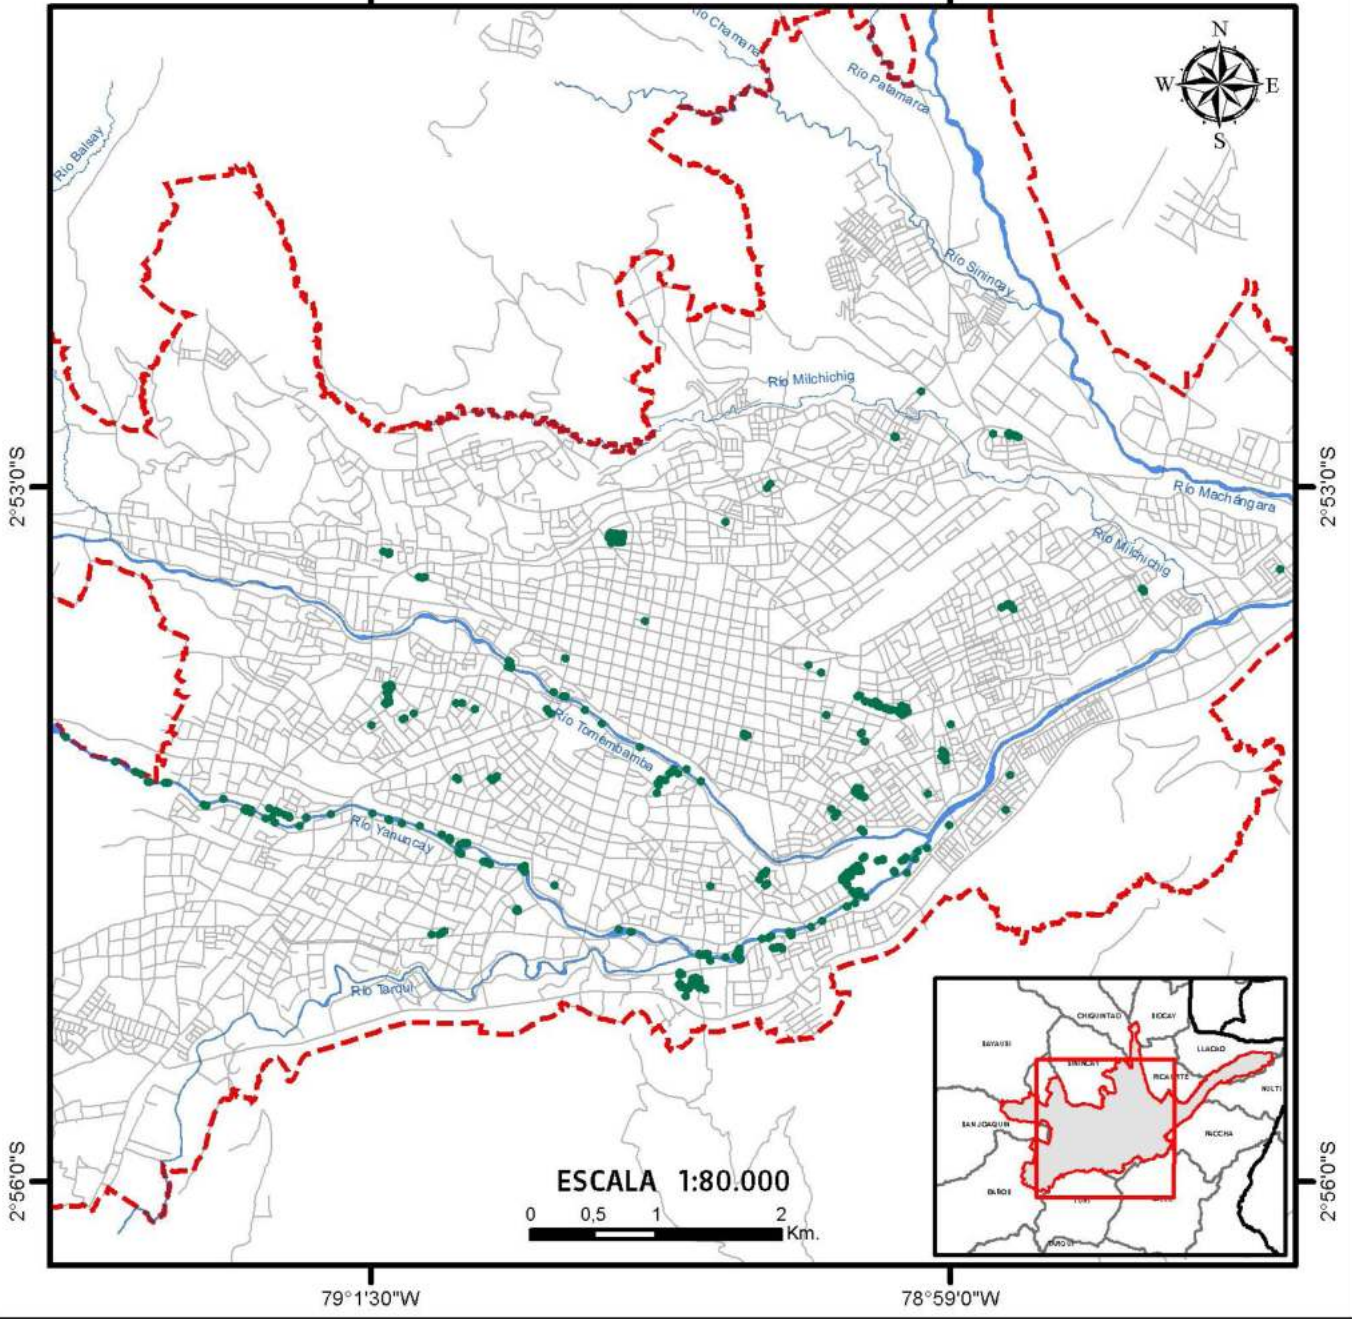 Río Chamana
N
W
E
S
Río Patamarca
Río Balsay
Río Sinincay
Río Milchichig
2°53'0"S
2°53'0"S
Río Machángara
Río Milchichig
Río Tomembamba
Río Yanuncay
Río Tarqui
CHIQUINTAD
SIDCAY
SAYAUSI
LLACAO
SININCAY
RICAURTE
NULTI
SAN JOAQUIN
PACCHA
BAÑOS
TURI
TARQUI
2°56'0"S
2°56'0"S
ESCALA 1:80.000
0 0,5 1 2
Km.
79°1'30"W
78°59'0"W